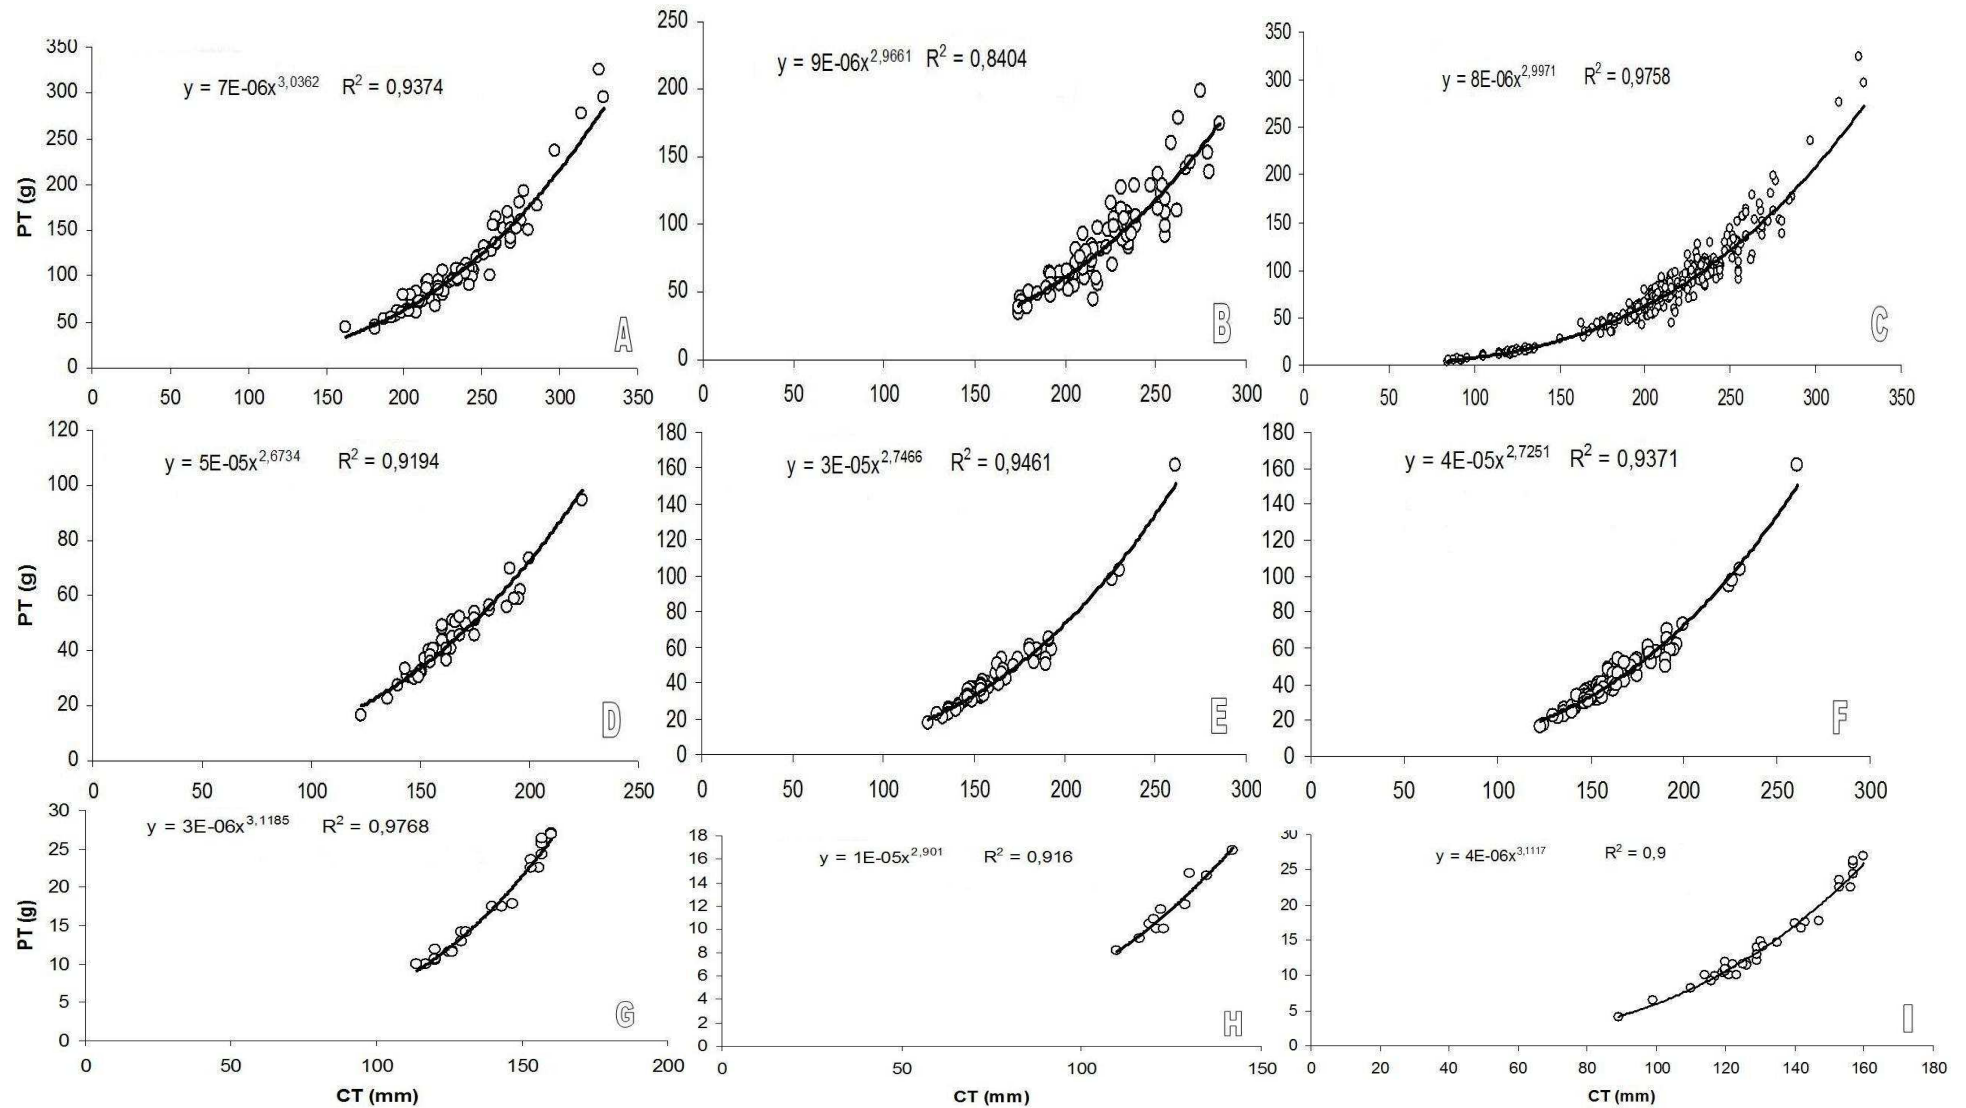 y = 7E-06x3,0362 R2 = 0,9374
350
300
250
200
150
100
50
0
PT (g)
0 50 100 150 200 250 300 350
A
y = 9E-06x2,9661 R2 = 0,8404
250
200
150
100
50
0
0 50 100 150 200 250 300
B
y = 8E-06x2,9971 R2 = 0,9758
350
300
250
200
150
100
50
0
0 50 100 150 200 250 300 350
C
y = 5E-05x2,6734 R2 = 0,9194
120
100
80
60
40
20
0
PT (g)
0 50 100 150 200 250
D
y = 3E-05x2,7466 R2 = 0,9461
180
160
140
120
100
80
60
40
20
0
0 50 100 150 200 250 300
E
y = 4E-05x2,7251 R2 = 0,9371
180
160
140
120
100
80
60
40
20
0
0 50 100 150 200 250 300
F
y = 3E-06x3,1185 R2 = 0,9768
30
25
20
15
10
5
0
PT (g)
0 50 100 150 200
CT (mm)
G
y = 1E-05x2,901 R2 = 0,916
18
16
14
12
10
8
6
4
2
0
0 50 100 150
CT (mm)
H
y = 4E-06x3,1117 R2 = 0,9
30
25
20
15
10
5
0
0 20 40 60 80 100 120 140 160 180
CT (mm)
I